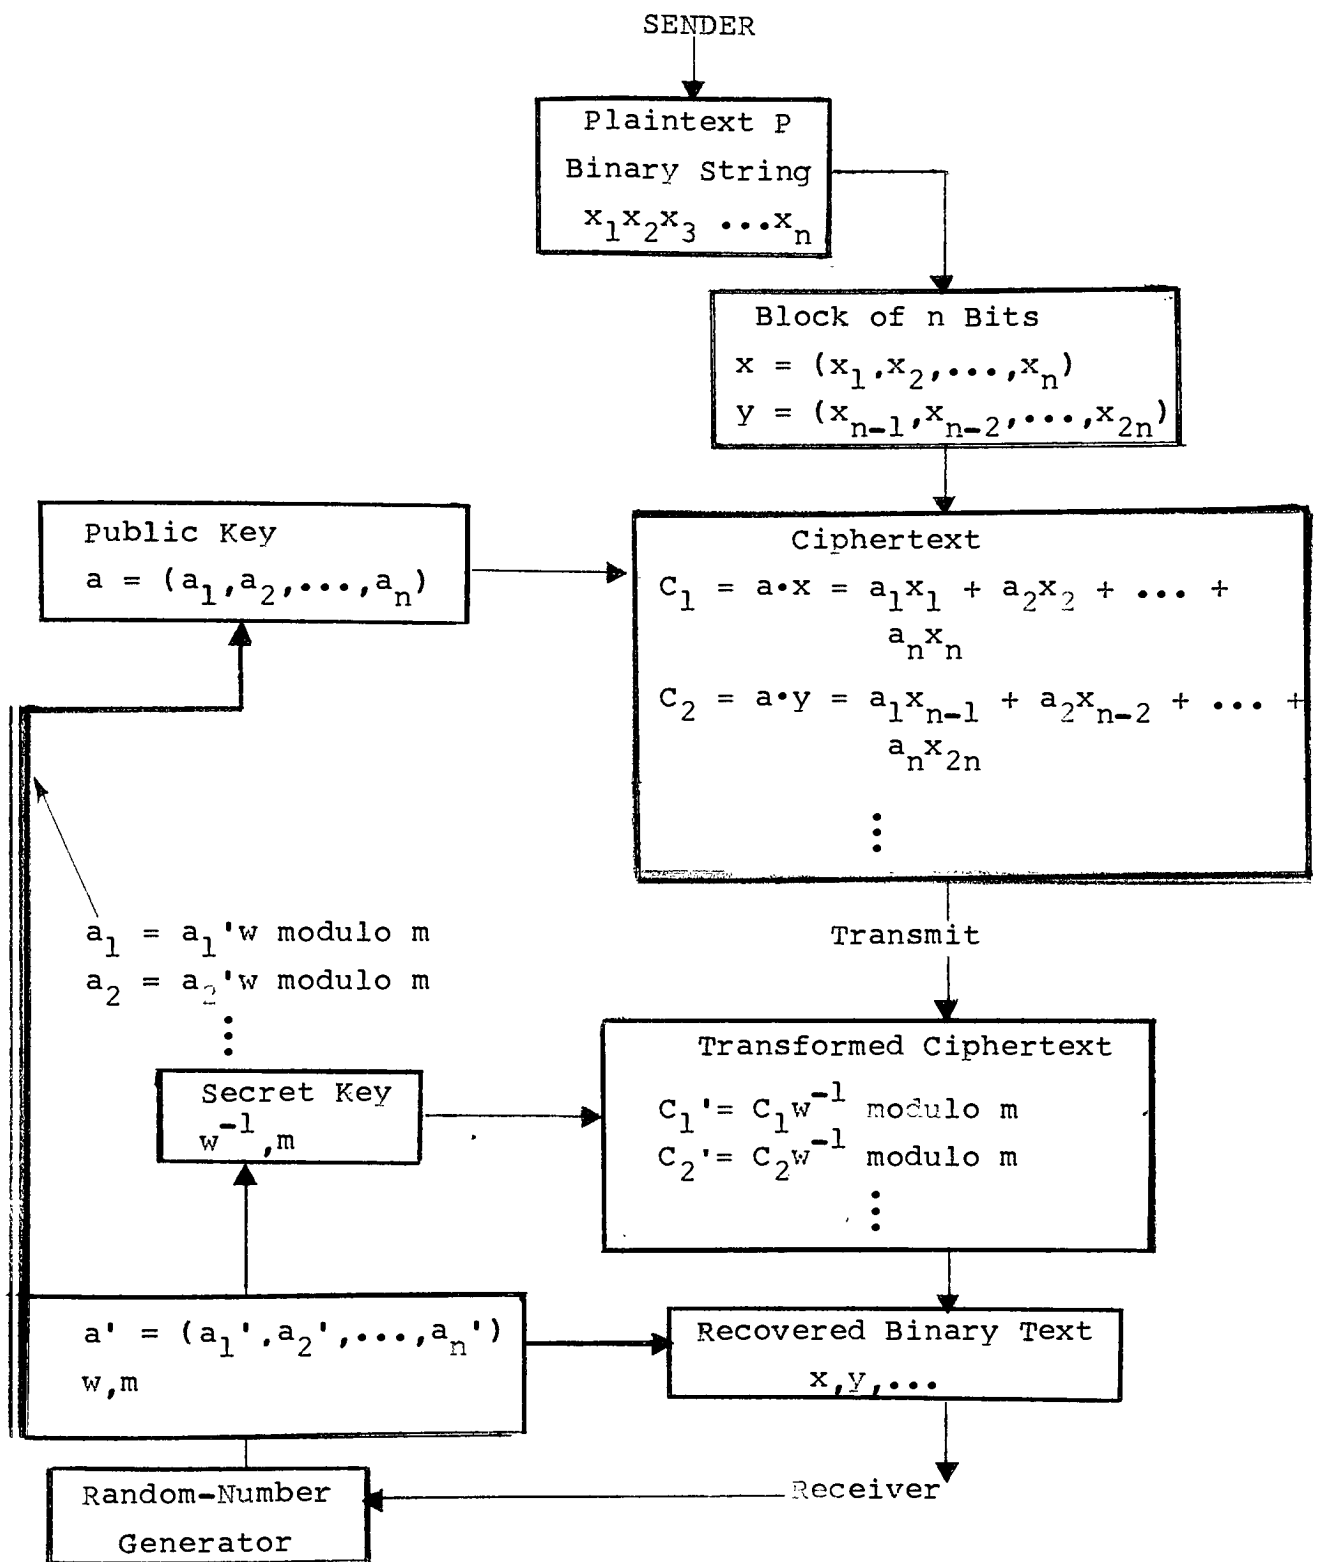 SENDER
Plaintext P
Binary String
x₁x₂x₃ •••xₙ
Block of n Bits
x = (x₁,x₂,•••,xₙ)
y = (xₙ₋₁,xₙ₋₂,•••,x₂ₙ)
Public Key
a = (a₁,a₂,•••,aₙ)
Ciphertext
C₁ = a•x = a₁x₁ + a₂x₂ + ••• +
aₙxₙ
C₂ = a•y = a₁xₙ₋₁ + a₂xₙ₋₂ + ••• +
aₙx₂ₙ
⋮
a₁ = a₁'w modulo m
a₂ = a₂'w modulo m
⋮
Transmit
Secret Key
w⁻¹,m
Transformed Ciphertext
C₁'= C₁w⁻¹ modulo m
C₂'= C₂w⁻¹ modulo m
⋮
a' = (a₁',a₂',•••,aₙ')
w,m
Recovered Binary Text
x,y,•••
Receiver
Random-Number
Generator